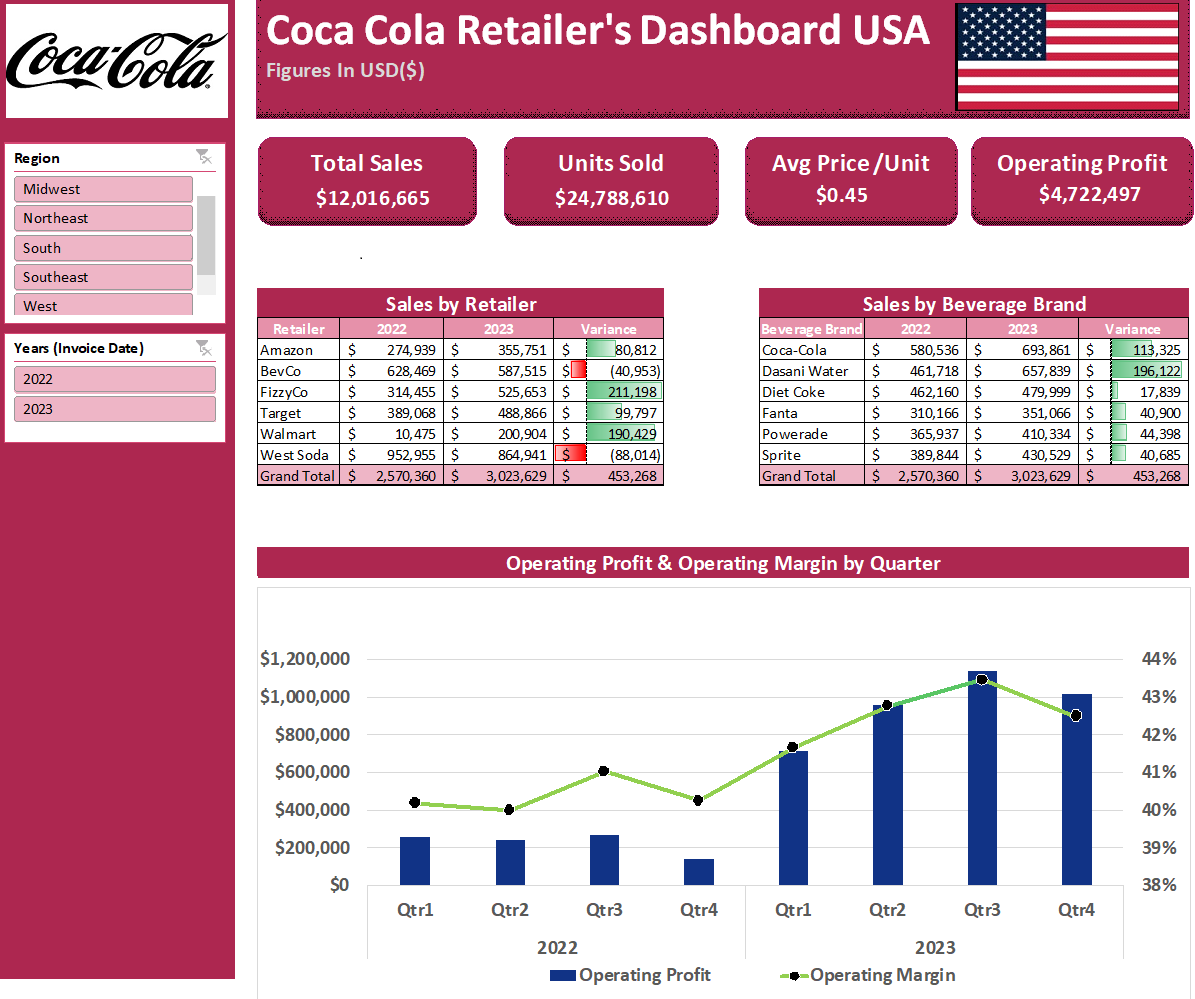 Coca-Cola
Coca Cola Retailer's Dashboard USA
Figures In USD($)
Region
Midwest
Northeast
South
Southeast
West
Years (Invoice Date)
2022
2023
Total Sales
$12,016,665
Units Sold
$24,788,610
Avg Price /Unit
$0.45
Operating Profit
$4,722,497
.
Sales by Retailer
Retailer 2022 2023 Variance
Amazon $ 274,939 $ 355,751 $ 80,812
BevCo $ 628,469 $ 587,515 $ (40,953)
FizzyCo $ 314,455 $ 525,653 $ 211,198
Target $ 389,068 $ 488,866 $ 99,797
Walmart $ 10,475 $ 200,904 $ 190,429
West Soda $ 952,955 $ 864,941 $ (88,014)
Grand Total $ 2,570,360 $ 3,023,629 $ 453,268
Sales by Beverage Brand
Beverage Brand 2022 2023 Variance
Coca-Cola $ 580,536 $ 693,861 $ 113,325
Dasani Water $ 461,718 $ 657,839 $ 196,122
Diet Coke $ 462,160 $ 479,999 $ 17,839
Fanta $ 310,166 $ 351,066 $ 40,900
Powerade $ 365,937 $ 410,334 $ 44,398
Sprite $ 389,844 $ 430,529 $ 40,685
Grand Total $ 2,570,360 $ 3,023,629 $ 453,268
Operating Profit & Operating Margin by Quarter
$1,200,000 44%
$1,000,000 43%
$800,000 42%
$600,000 41%
$400,000 40%
$200,000 39%
$0 38%
Qtr1 Qtr2 Qtr3 Qtr4 Qtr1 Qtr2 Qtr3 Qtr4
2022 2023
Operating Profit Operating Margin